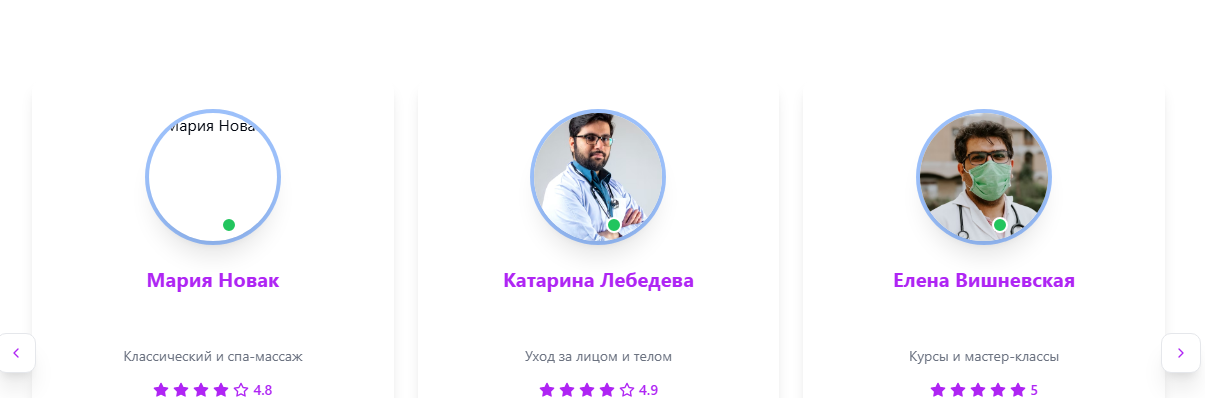 Мария Новак
Мария Новак
Классический и спа-массаж
4.8
Катарина Лебедева
Уход за лицом и телом
4.9
Елена Вишневская
Курсы и мастер-классы
5